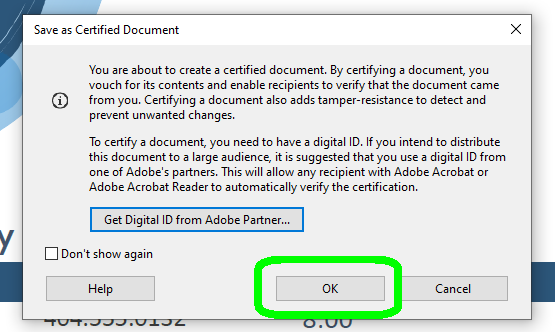 Save as Certified Document
You are about to create a certified document. By certifying a document, you
vouch for its contents and enable recipients to verify that the document came
from you. Certifying a document also adds tamper-resistance to detect and
prevent unwanted changes.
To certify a document, you need to have a digital ID. If you intend to distribute
this document to a large audience, it is suggested that you use a digital ID from
one of Adobe's partners. This will allow any recipient with Adobe Acrobat or
Adobe Acrobat Reader to automatically verify the certification.
Get Digital ID from Adobe Partner...
y
Don't show again
Help OK Cancel
404.555.0132 8:00